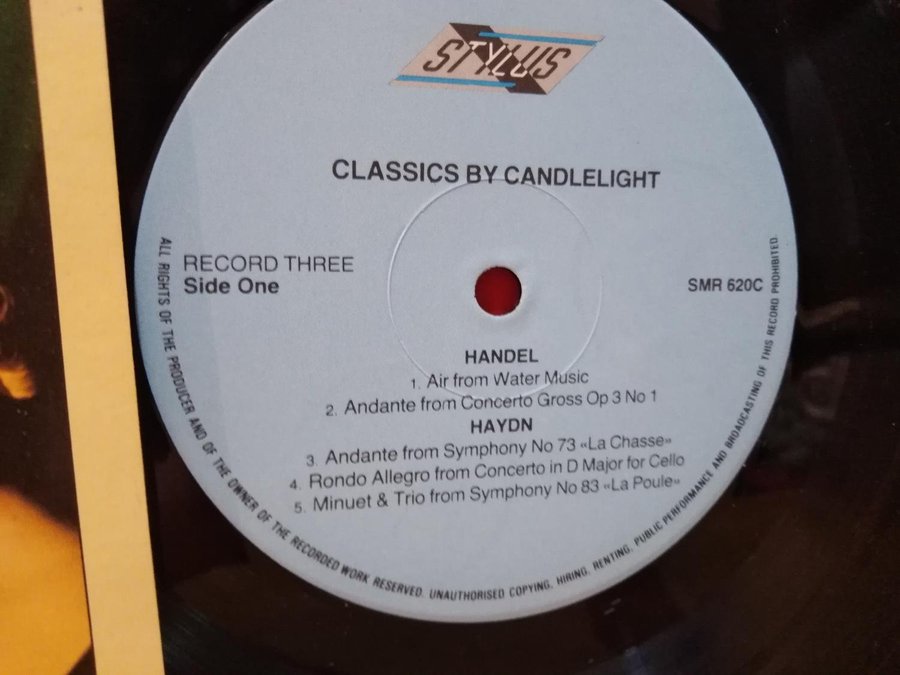 STYLUS
CLASSICS BY CANDLELIGHT
RECORD THREE
Side One
SMR 620C
HANDEL
1. Air from Water Music
2. Andante from Concerto Gross Op 3 No 1
HAYDN
3. Andante from Symphony No 73 «La Chasse»
4. Rondo Allegro from Concerto in D Major for Cello
5. Minuet & Trio from Symphony No 83 «La Poule»
ALL RIGHTS OF THE PRODUCER AND OF THE OWNER OF THE RECORDED WORK RESERVED. UNAUTHORISED COPYING, HIRING, RENTING, PUBLIC PERFORMANCE AND BROADCASTING OF THIS RECORD PROHIBITED.